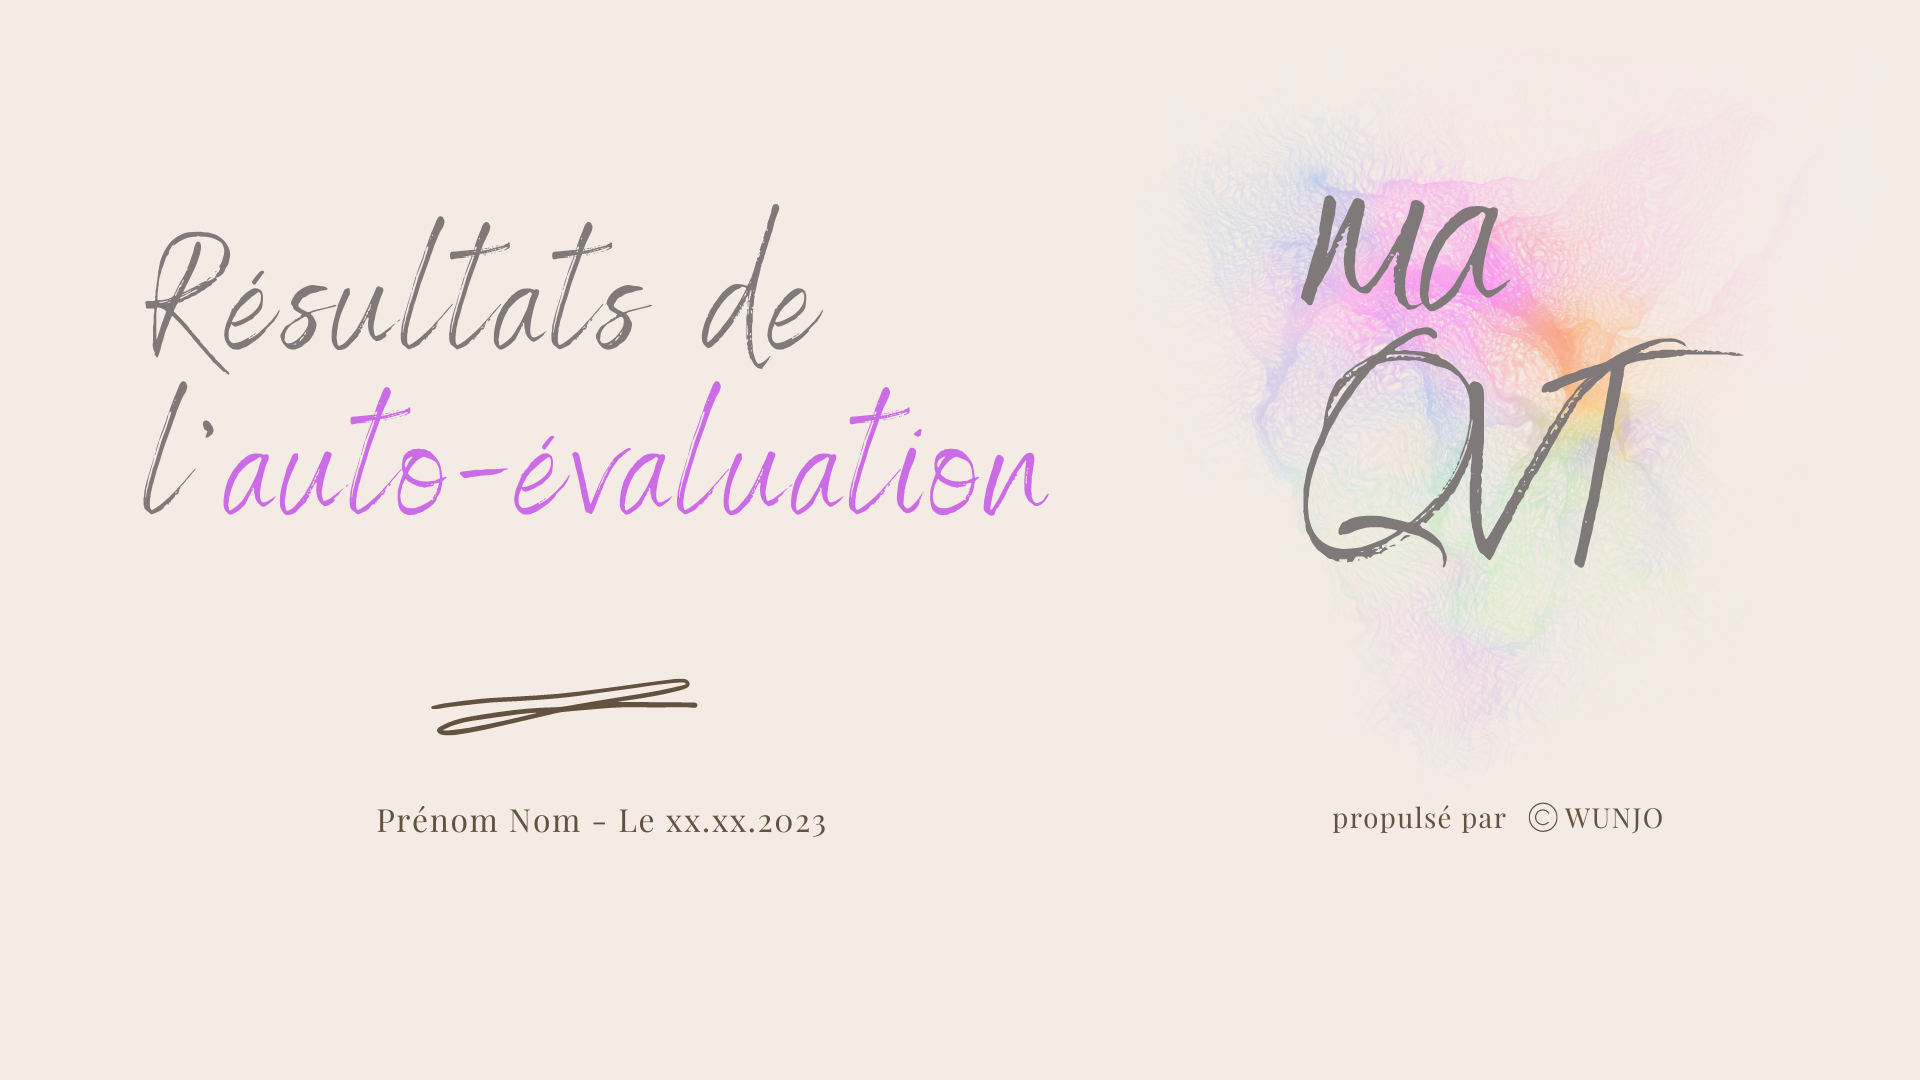 Résultats de
l'auto-évaluation
Prénom Nom - Le xx.xx.2023
ma
QVT
propulsé par © WUNJO